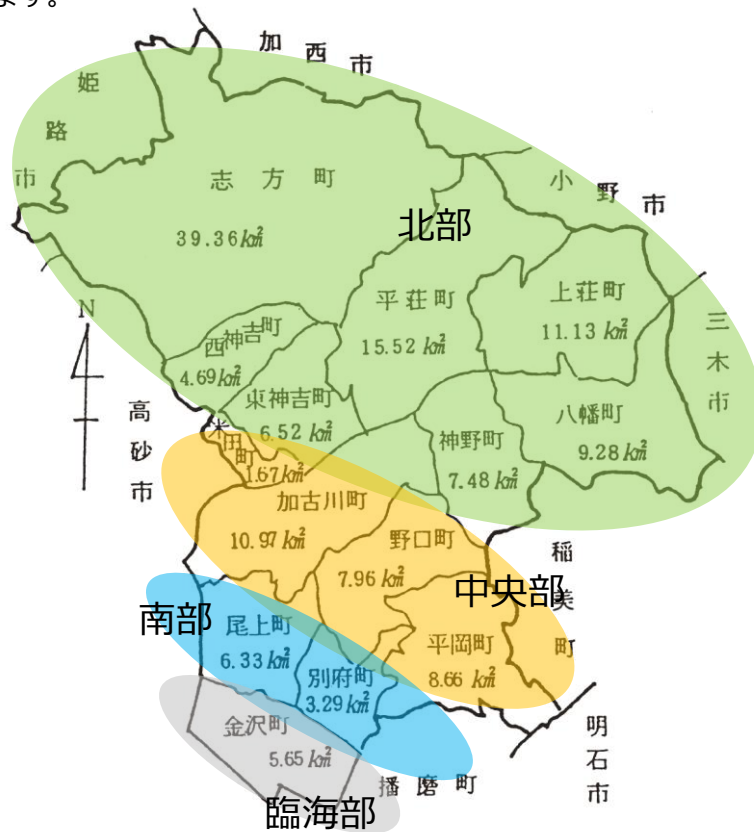 ます。
加西市
姫路市
志方町
39.36㎢
小野市
北部
平荘町
15.52㎢
上荘町
11.13㎢
三木市
N
西神吉町
4.69㎢
東神吉町
6.52㎢
八幡町
9.28㎢
神野町
7.48㎢
高砂市
米田町
1.67㎢
加古川町
10.97㎢
野口町
7.96㎢
稲美町
中央部
南部
尾上町
6.33㎢
平岡町
8.66㎢
別府町
3.29㎢
金沢町
5.65㎢
明石市
播磨町
臨海部